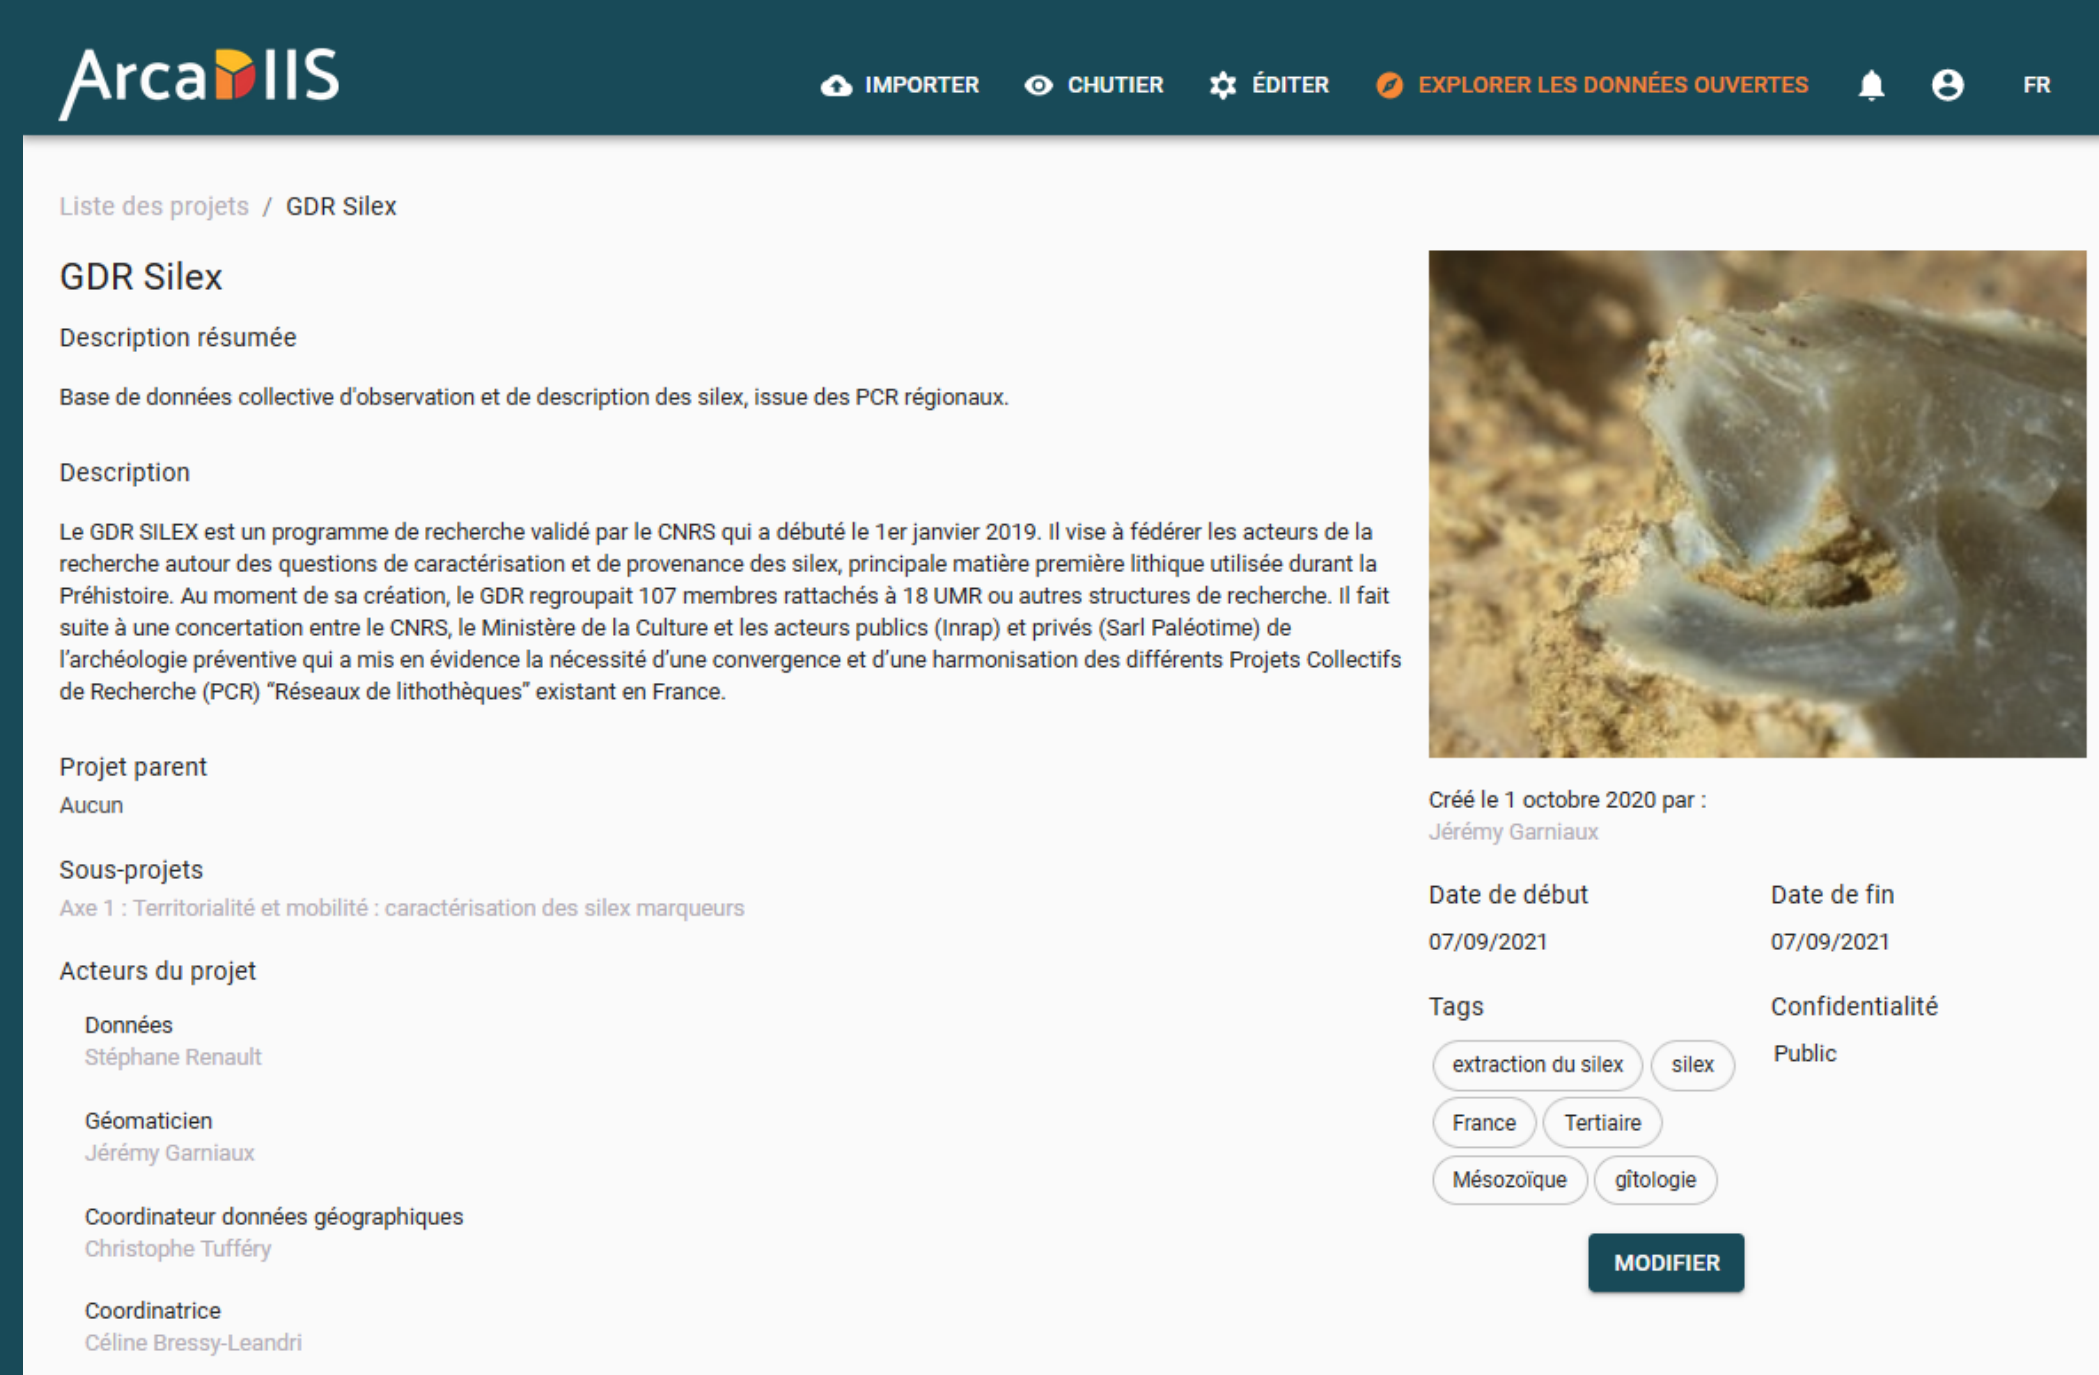 ArcaDIIS
IMPORTER
CHUTIER
ÉDITER
EXPLORER LES DONNÉES OUVERTES
FR
Liste des projets / GDR Silex
GDR Silex
Description résumée
Base de données collective d'observation et de description des silex, issue des PCR régionaux.
Description
Le GDR SILEX est un programme de recherche validé par le CNRS qui a débuté le 1er janvier 2019. Il vise à fédérer les acteurs de la
recherche autour des questions de caractérisation et de provenance des silex, principale matière première lithique utilisée durant la
Préhistoire. Au moment de sa création, le GDR regroupait 107 membres rattachés à 18 UMR ou autres structures de recherche. Il fait
suite à une concertation entre le CNRS, le Ministère de la Culture et les acteurs publics (Inrap) et privés (Sarl Paléotime) de
l’archéologie préventive qui a mis en évidence la nécessité d’une convergence et d’une harmonisation des différents Projets Collectifs
de Recherche (PCR) “Réseaux de lithothèques” existant en France.
Projet parent
Aucun
Sous-projets
Axe 1 : Territorialité et mobilité : caractérisation des silex marqueurs
Acteurs du projet
Données
Stéphane Renault
Géomaticien
Jérémy Garniaux
Coordinateur données géographiques
Christophe Tufféry
Coordinatrice
Céline Bressy-Leandri
Créé le 1 octobre 2020 par :
Jérémy Garniaux
Date de début
Date de fin
07/09/2021
07/09/2021
Tags
Confidentialité
extraction du silex
silex
Public
France
Tertiaire
Mésozoïque
gîtologie
MODIFIER